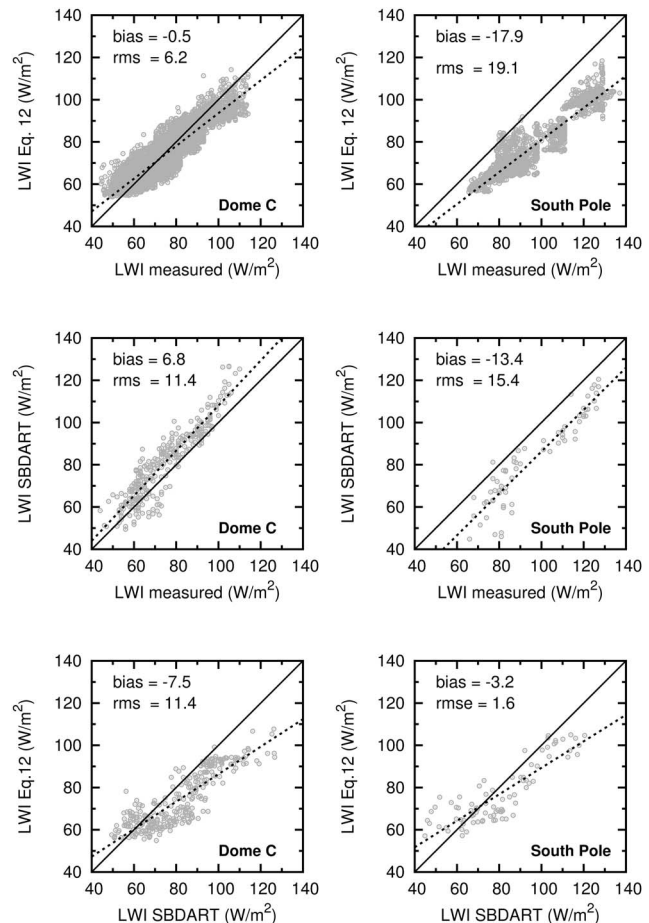 140
120
100
80
60
40
LWI Eq. 12 (W/m²)
bias = -0.5
rms = 6.2
Dome C
40 60 80 100 120 140
LWI measured (W/m²)
140
120
100
80
60
40
LWI Eq. 12 (W/m²)
bias = -17.9
rms = 19.1
South Pole
40 60 80 100 120 140
LWI measured (W/m²)
140
120
100
80
60
40
LWI SBDART (W/m²)
bias = 6.8
rms = 11.4
Dome C
40 60 80 100 120 140
LWI measured (W/m²)
140
120
100
80
60
40
LWI SBDART (W/m²)
bias = -13.4
rms = 15.4
South Pole
40 60 80 100 120 140
LWI measured (W/m²)
140
120
100
80
60
40
LWI Eq.12 (W/m²)
bias = -7.5
rms = 11.4
Dome C
40 60 80 100 120 140
LWI SBDART (W/m²)
140
120
100
80
60
40
LWI Eq.12 (W/m²)
bias = -3.2
rmse = 1.6
South Pole
40 60 80 100 120 140
LWI SBDART (W/m²)